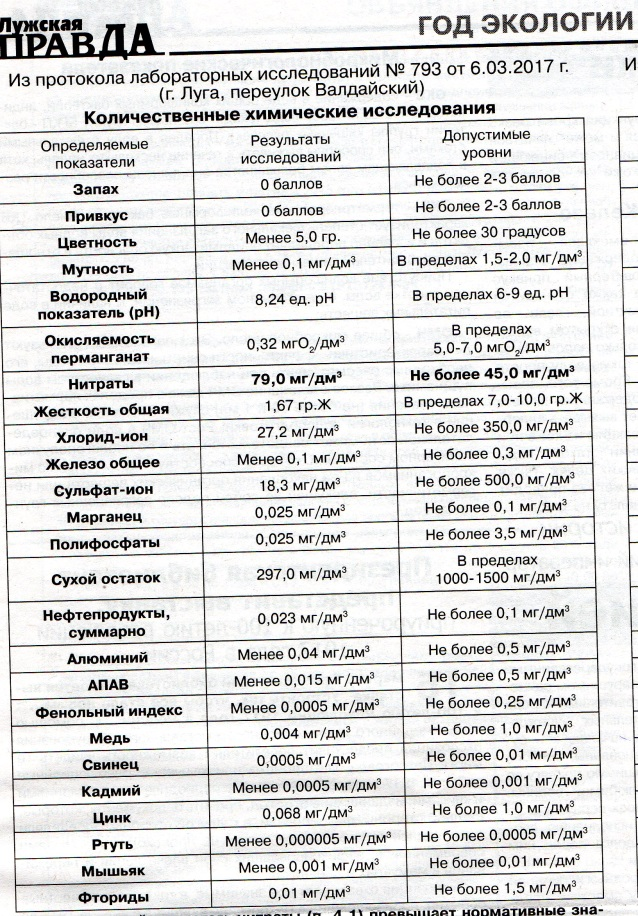 Лужская
ПРАВДА
ГОД ЭКОЛОГИИ
Из протокола лабораторных исследований № 793 от 6.03.2017 г.
(г. Луга, переулок Валдайский)
Количественные химические исследования
Определяемые показатели Результаты исследований Допустимые уровни
Запах 0 баллов Не более 2-3 баллов
Привкус 0 баллов Не более 2-3 баллов
Цветность Менее 5,0 гр. Не более 30 градусов
Мутность Менее 0,1 мг/дм³ В пределах 1,5-2,0 мг/дм³
Водородный показатель (рН) 8,24 ед. рН В пределах 6-9 ед. рН
Окисляемость перманганат 0,32 мгО₂/дм³ В пределах 5,0-7,0 мгО₂/дм³
Нитраты 79,0 мг/дм³ Не более 45,0 мг/дм³
Жесткость общая 1,67 гр.Ж В пределах 7,0-10,0 гр.Ж
Хлорид-ион 27,2 мг/дм³ Не более 350,0 мг/дм³
Железо общее Менее 0,1 мг/дм³ Не более 0,3 мг/дм³
Сульфат-ион 18,3 мг/дм³ Не более 500,0 мг/дм³
Марганец 0,025 мг/дм³ Не более 0,1 мг/дм³
Полифосфаты 0,025 мг/дм³ Не более 3,5 мг/дм³
Сухой остаток 297,0 мг/дм³ В пределах 1000-1500 мг/дм³
Нефтепродукты, суммарно 0,023 мг/дм³ Не более 0,1 мг/дм³
Алюминий Менее 0,04 мг/дм³ Не более 0,5 мг/дм³
АПАВ Менее 0,015 мг/дм³ Не более 0,5 мг/дм³
Фенольный индекс Менее 0,0005 мг/дм³ Не более 0,25 мг/дм³
Медь 0,004 мг/дм³ Не более 1,0 мг/дм³
Свинец 0,0005 мг/дм³ Не более 0,01 мг/дм³
Кадмий Менее 0,0005 мг/дм³ Не более 0,001 мг/дм³
Цинк 0,068 мг/дм³ Не более 1,0 мг/дм³
Ртуть Менее 0,000005 мг/дм³ Не более 0,0005 мг/дм³
Мышьяк Менее 0,001 мг/дм³ Не более 0,01 мг/дм³
Фториды 0,01 мг/дм³ Не более 1,5 мг/дм³
нитраты (п. 4.1) превышает нормативные зна-